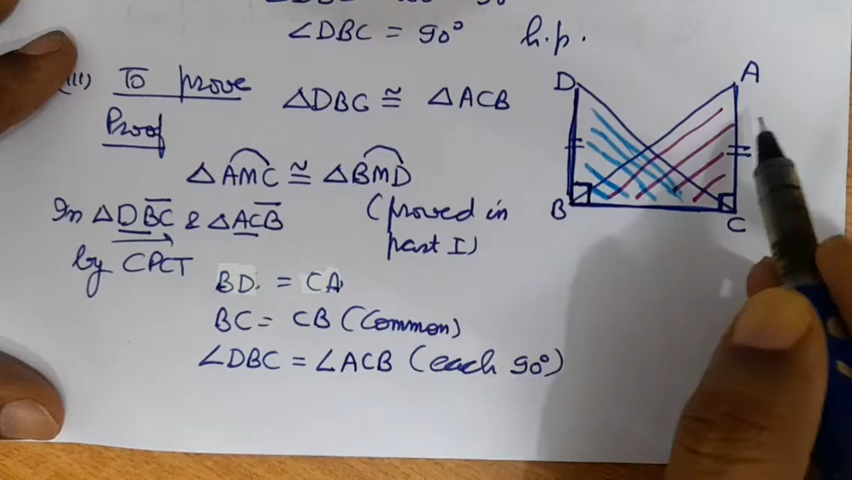 ∠DBC = 90° h.p.
(III) To prove ΔDBC ≅ ΔACB
Proof
ΔAMC ≅ ΔBMD
(proved in
part I)
In ΔDBC & ΔACB
by CPCT
BD = CA
BC = CB (Common)
∠DBC = ∠ACB (each 90°)
D
A
B
C